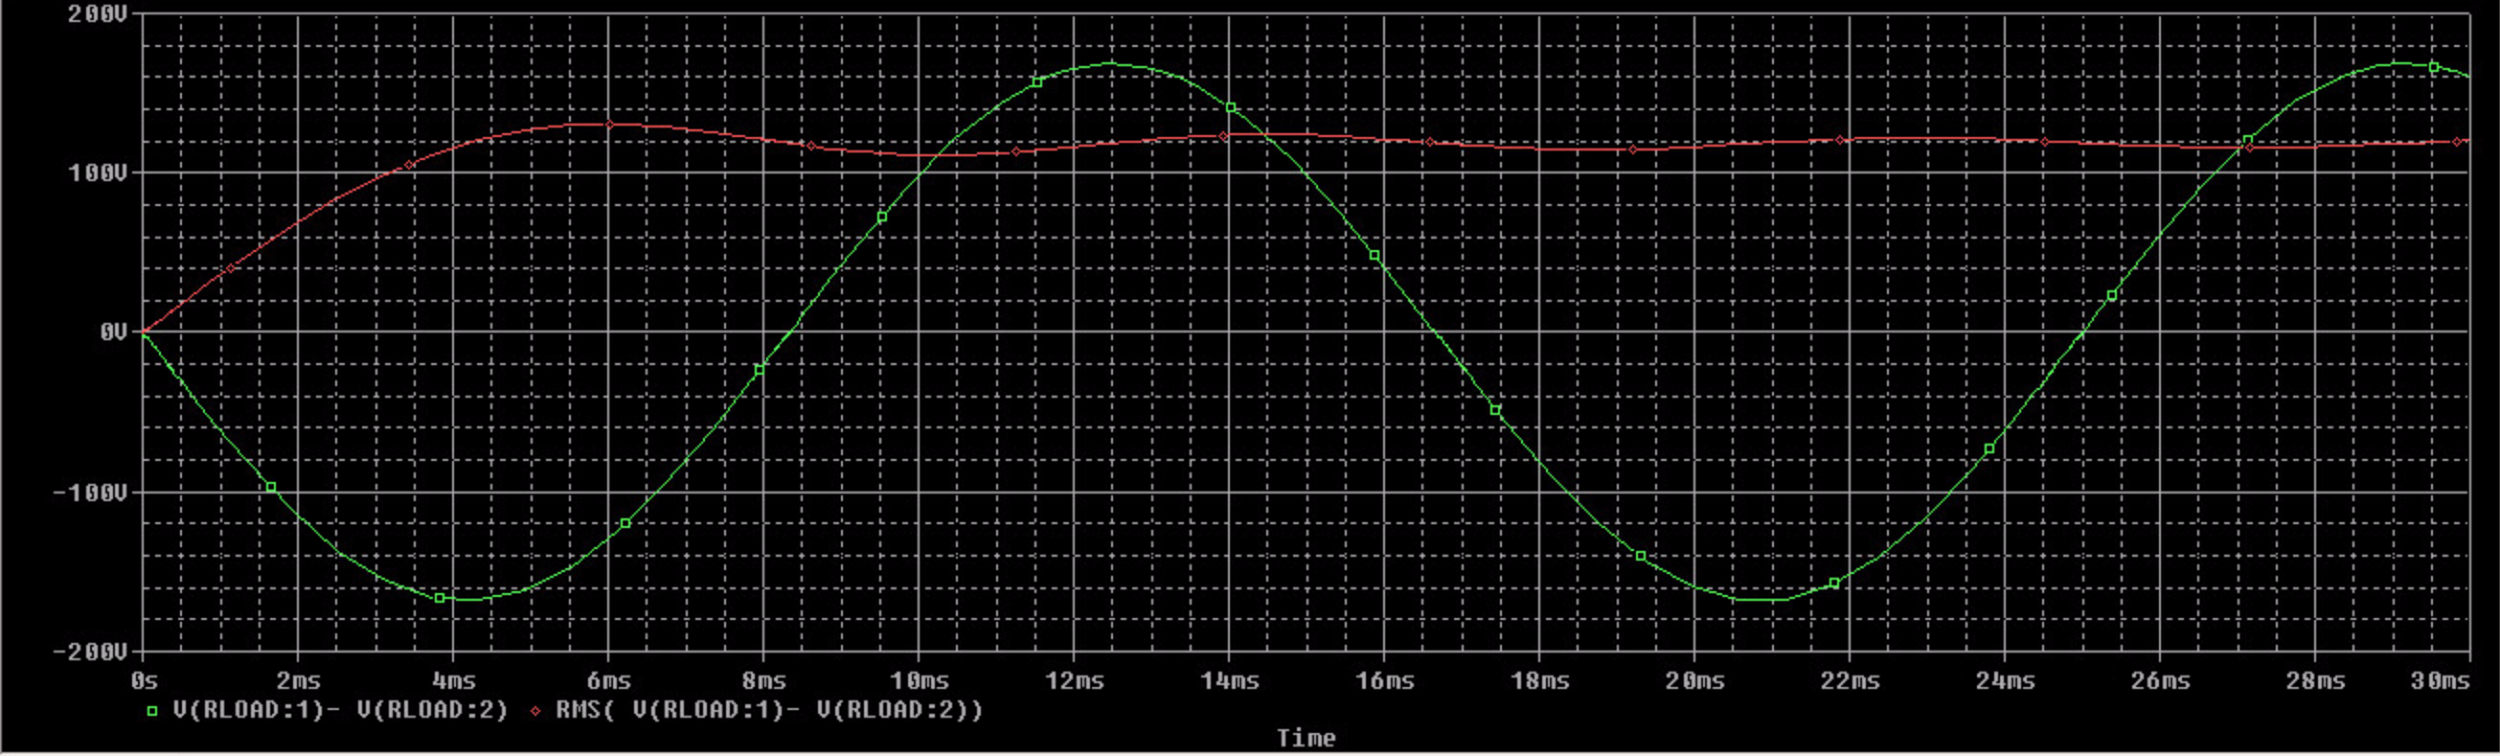 200V
100V
0V
-100V
-200V
0s 2ms 4ms 6ms 8ms 10ms 12ms 14ms 16ms 18ms 20ms 22ms 24ms 26ms 28ms 30ms
V(RLOAD:1)- V(RLOAD:2) RMS( V(RLOAD:1)- V(RLOAD:2))
Time